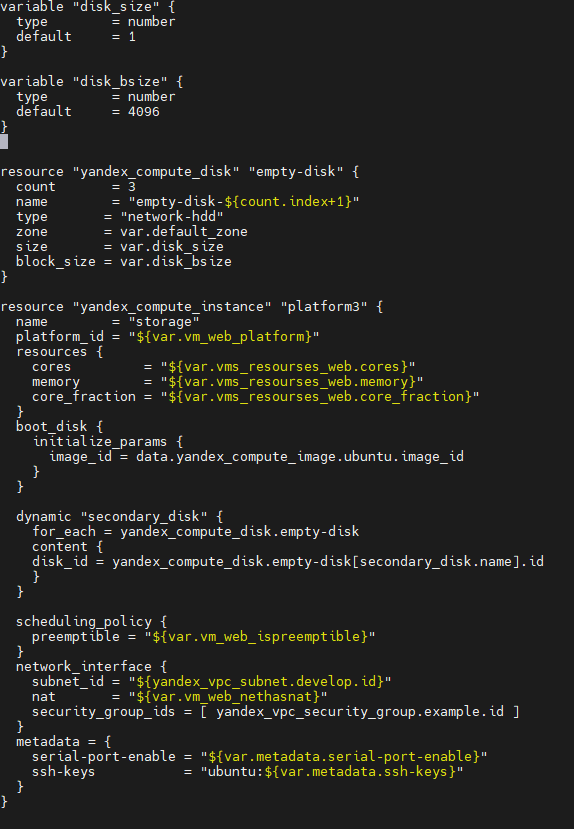 variable "disk_size" {
  type        = number
  default     = 1
}

variable "disk_bsize" {
  type        = number
  default     = 4096
}

resource "yandex_compute_disk" "empty-disk" {
  count       = 3
  name        = "empty-disk-${count.index+1}"
  type       = "network-hdd"
  zone       = var.default_zone
  size       = var.disk_size
  block_size = var.disk_bsize
}

resource "yandex_compute_instance" "platform3" {
  name        = "storage"
  platform_id = "${var.vm_web_platform}"
  resources {
    cores         = "${var.vms_resourses_web.cores}"
    memory        = "${var.vms_resourses_web.memory}"
    core_fraction = "${var.vms_resourses_web.core_fraction}"
  }
  boot_disk {
    initialize_params {
      image_id = data.yandex_compute_image.ubuntu.image_id
    }
  }

  dynamic "secondary_disk" {
    for_each = yandex_compute_disk.empty-disk
    content {
    disk_id = yandex_compute_disk.empty-disk[secondary_disk.name].id
    }
  }

  scheduling_policy {
    preemptible = "${var.vm_web_ispreemptible}"
  }
  network_interface {
    subnet_id = "${yandex_vpc_subnet.develop.id}"
    nat       = "${var.vm_web_nethasnat}"
    security_group_ids = [ yandex_vpc_security_group.example.id ]
  }
  metadata = {
    serial-port-enable = "${var.metadata.serial-port-enable}"
    ssh-keys           = "ubuntu:${var.metadata.ssh-keys}"
  }
}